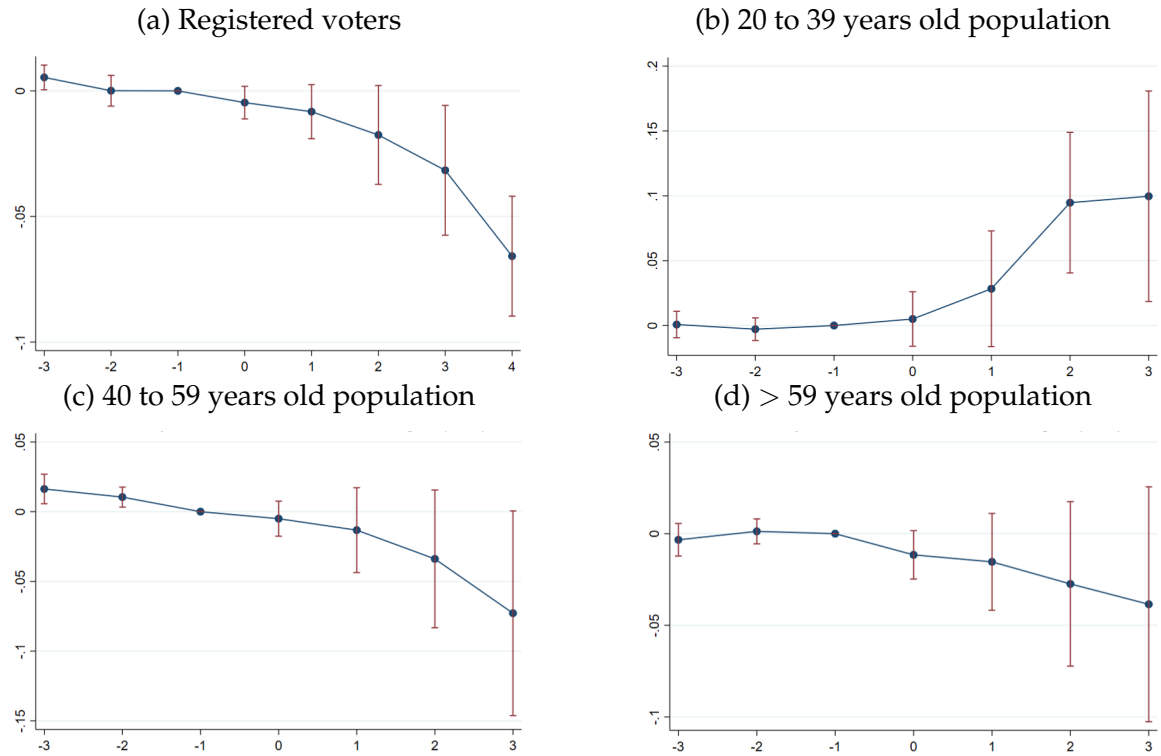 (a) Registered voters
(b) 20 to 39 years old population
0
-.05
-.1
-3 -2 -1 0 1 2 3 4
.2
.15
.1
.05
0
-3 -2 -1 0 1 2 3
(c) 40 to 59 years old population
(d) > 59 years old population
.05
0
-.05
-.1
-.15
-3 -2 -1 0 1 2 3
.05
0
-.05
-.1
-3 -2 -1 0 1 2 3